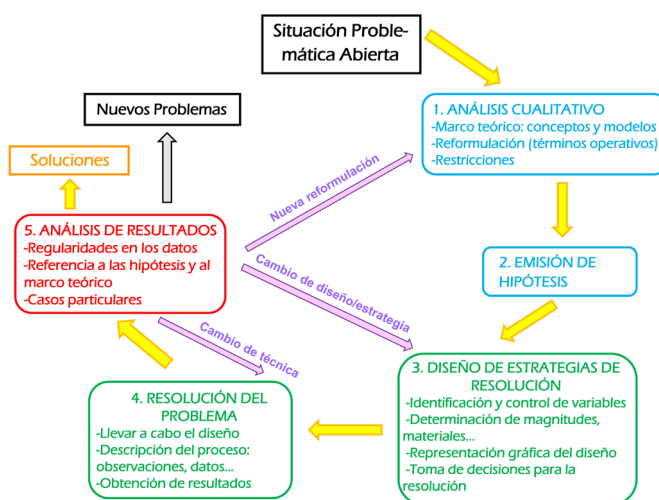 Situación Proble-
mática Abierta
Nuevos Problemas
Soluciones
1. ANÁLISIS CUALITATIVO
-Marco teórico: conceptos y modelos
-Reformulación (términos operativos)
-Restricciones
Nueva reformulación
5. ANÁLISIS DE RESULTADOS
-Regularidades en los datos
-Referencia a las hipótesis y al
marco teórico
-Casos particulares
2. EMISIÓN DE
HIPÓTESIS
Cambio de diseño/estrategia
Cambio de técnica
3. DISEÑO DE ESTRATEGIAS DE
RESOLUCIÓN
-Identificación y control de variables
-Determinación de magnitudes,
materiales...
-Representación gráfica del diseño
-Toma de decisiones para la
resolución
4. RESOLUCIÓN DEL
PROBLEMA
-Llevar a cabo el diseño
-Descripción del proceso:
observaciones, datos...
-Obtención de resultados